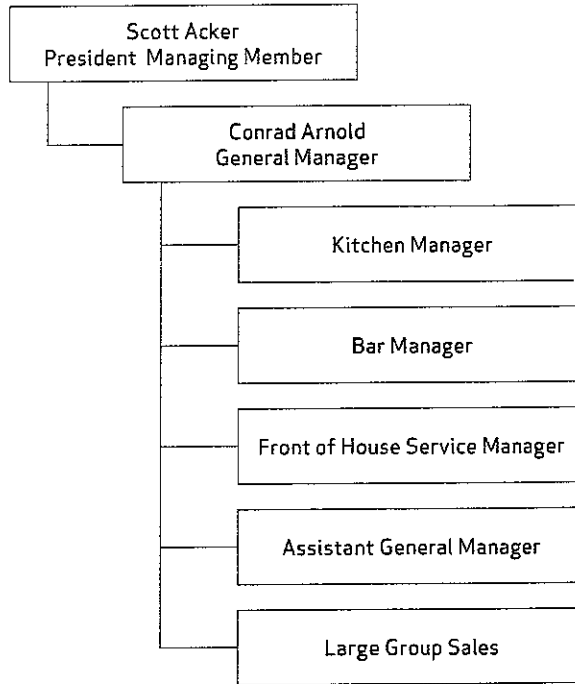 Scott Acker
President Managing Member
Conrad Arnold
General Manager
Kitchen Manager
Bar Manager
Front of House Service Manager
Assistant General Manager
Large Group Sales